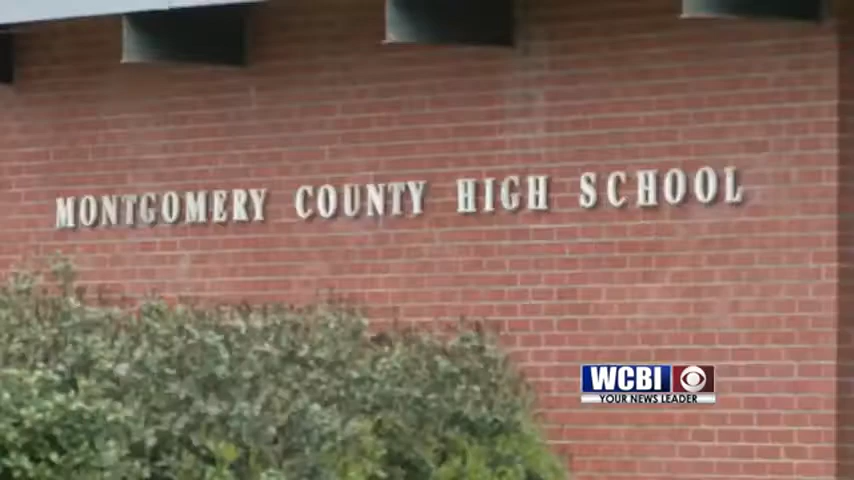 MONTGOMERY COUNTY HIGH SCHOOL
WCBI
YOUR NEWS LEADER